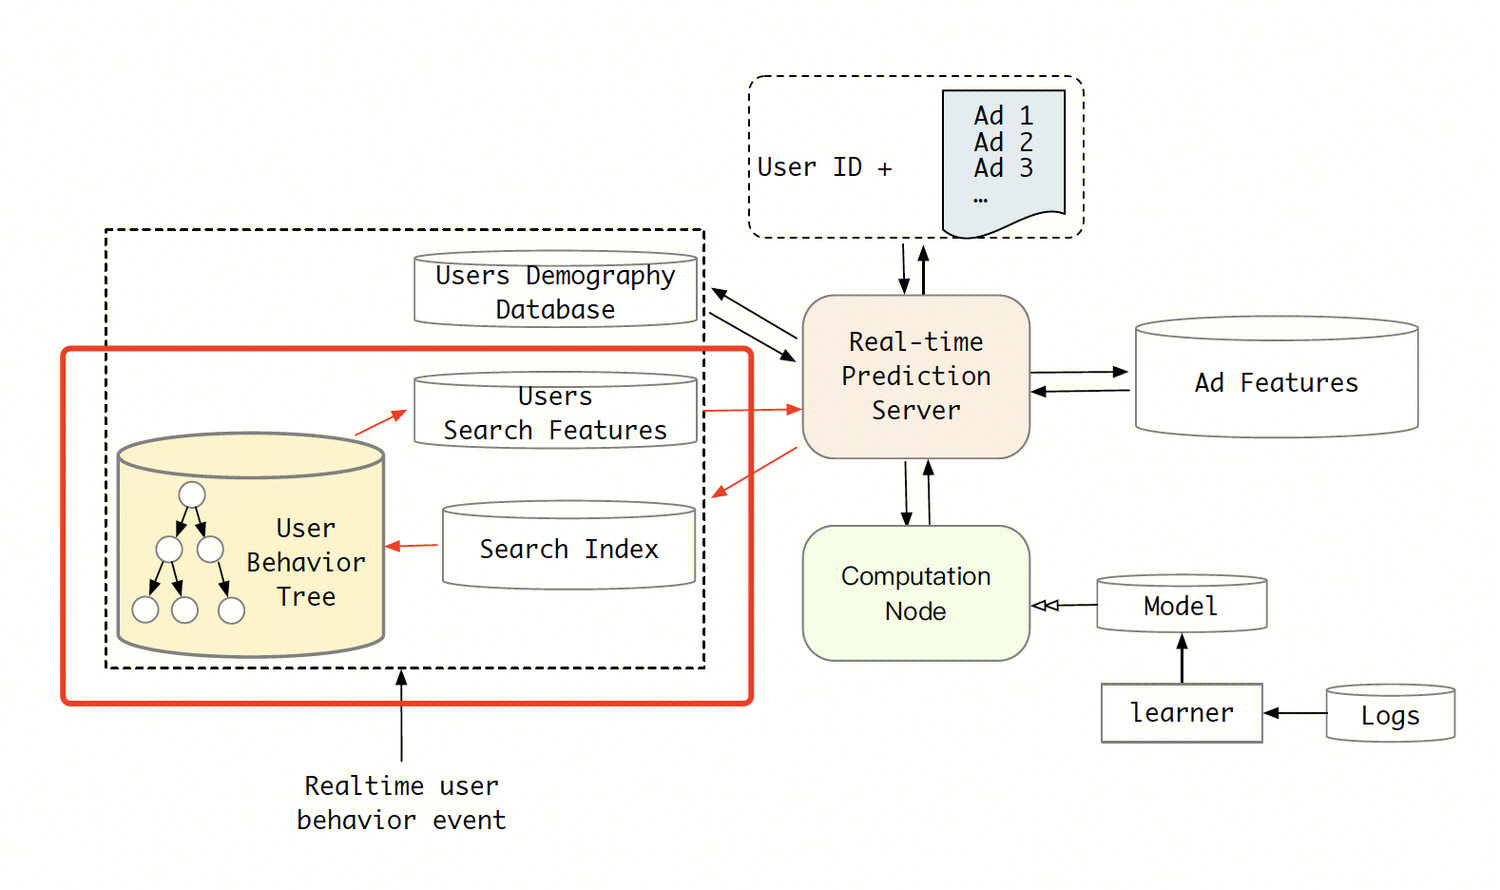 User ID +
Ad 1
Ad 2
Ad 3
…
Users Demography
Database
Users
Search Features
Search Index
User
Behavior
Tree
Real-time
Prediction
Server
Ad Features
Computation
Node
Model
learner
Logs
Realtime user
behavior event